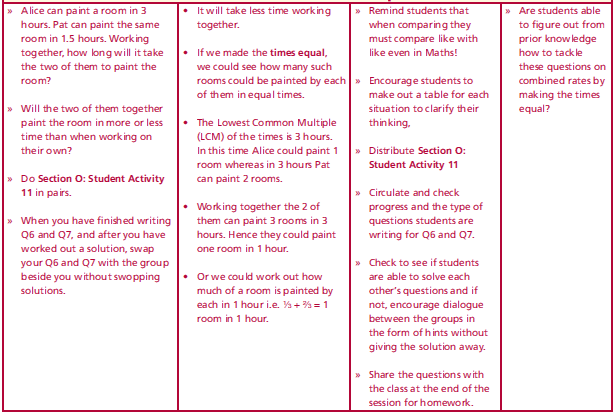 » Alice can paint a room in 3
hours. Pat can paint the same
room in 1.5 hours. Working
together, how long will it take
the two of them to paint the
room?
» Will the two of them together
paint the room in more or less
time than when working on
their own?
» Do Section O: Student Activity
11 in pairs.
» When you have finished writing
Q6 and Q7, and after you have
worked out a solution, swap
your Q6 and Q7 with the group
beside you without swopping
solutions.
• It will take less time working
together.
• If we made the times equal,
we could see how many such
rooms could be painted by each
of them in equal times.
• The Lowest Common Multiple
(LCM) of the times is 3 hours.
In this time Alice could paint 1
room whereas in 3 hours Pat
can paint 2 rooms.
• Working together the 2 of
them can paint 3 rooms in 3
hours. Hence they could paint
one room in 1 hour.
• Or we could work out how
much of a room is painted by
each in 1 hour i.e. ⅓ + ⅔ = 1
room in 1 hour.
» Remind students that
when comparing they
must compare like with
like even in Maths!
» Encourage students to
make out a table for each
situation to clarify their
thinking,
» Distribute Section O:
Student Activity 11
» Circulate and check
progress and the type of
questions students are
writing for Q6 and Q7.
» Check to see if students
are able to solve each
other's questions and if
not, encourage dialogue
between the groups in
the form of hints without
giving the solution away.
» Share the questions with
the class at the end of the
session for homework.
» Are students able
to figure out from
prior knowledge
how to tackle
these questions on
combined rates by
making the times
equal?